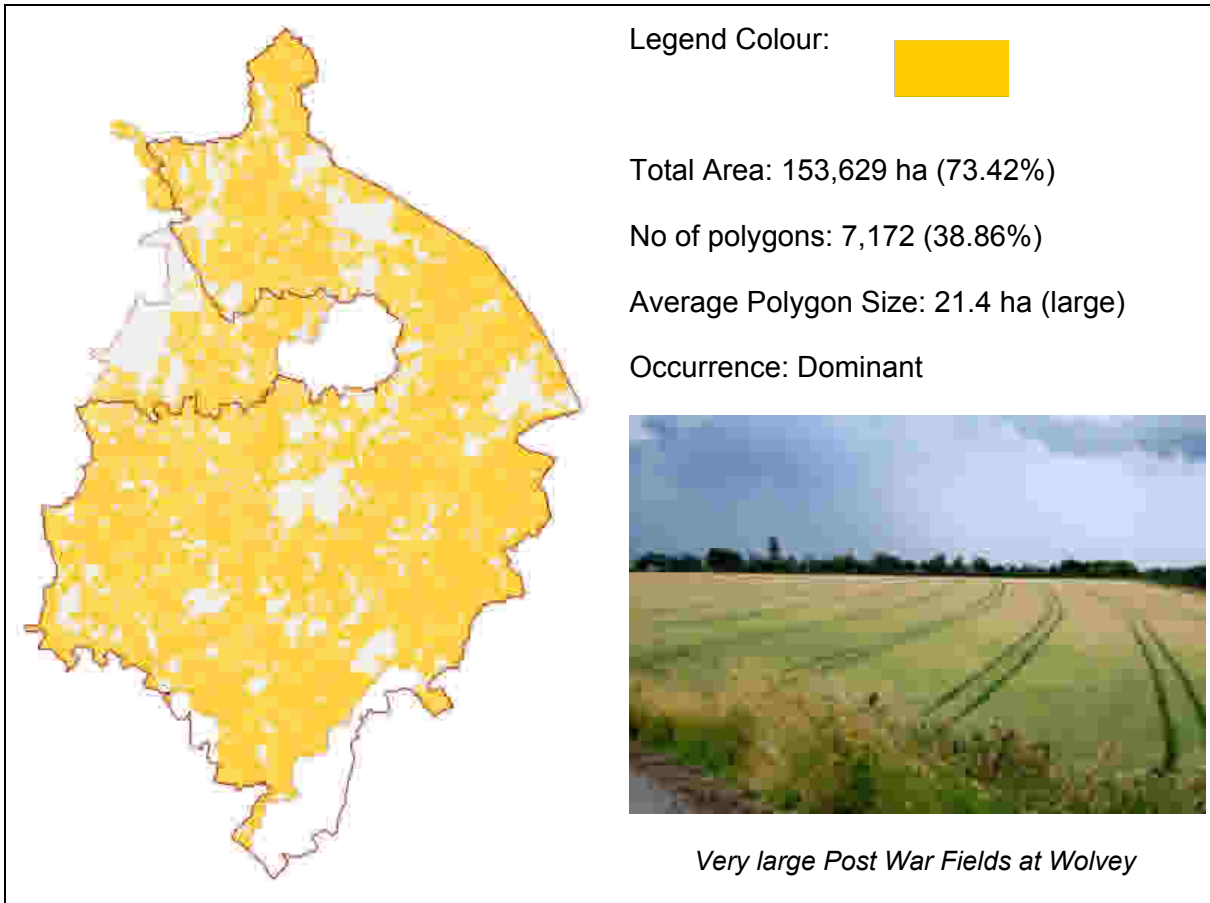 Legend Colour:
Total Area: 153,629 ha (73.42%)
No of polygons: 7,172 (38.86%)
Average Polygon Size: 21.4 ha (large)
Occurrence: Dominant
Very large Post War Fields at Wolvey